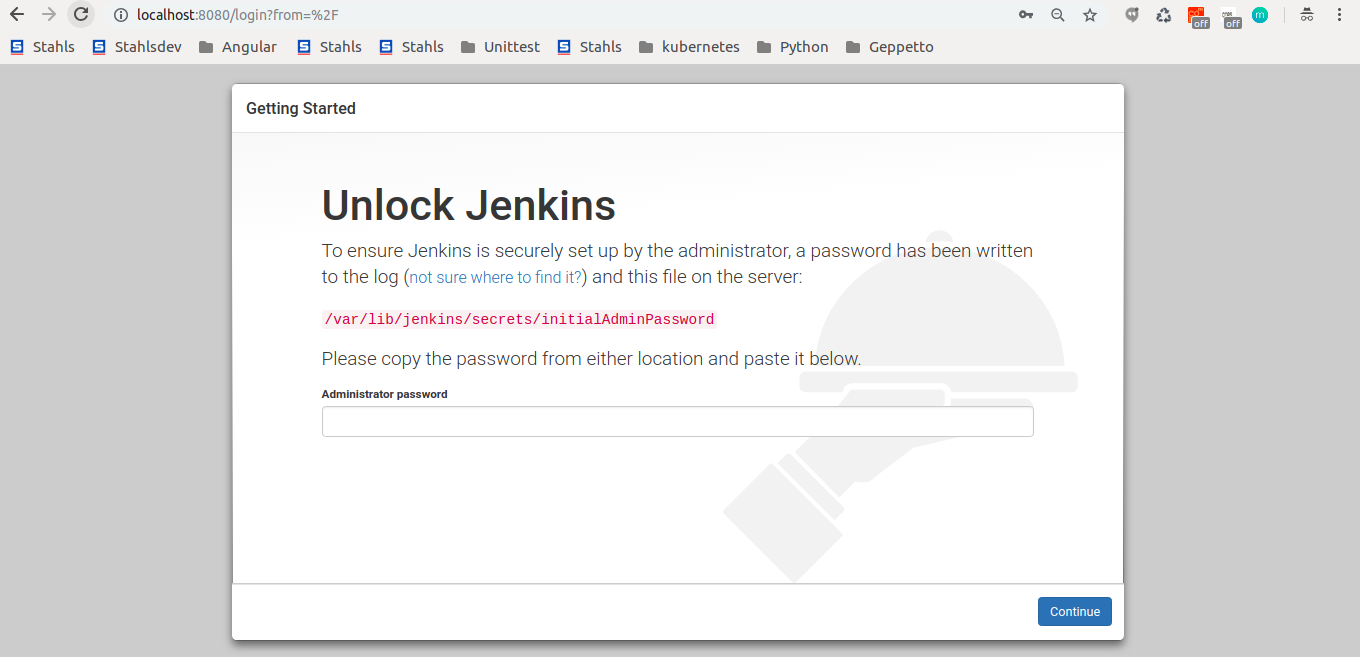 localhost:8080/login?from=%2F
off off m
Stahls Stahlsdev Angular Stahls Stahls Unittest Stahls kubernetes Python Geppetto
Getting Started
Unlock Jenkins
To ensure Jenkins is securely set up by the administrator, a password has been written
to the log (not sure where to find it?) and this file on the server:
/var/lib/jenkins/secrets/initialAdminPassword
Please copy the password from either location and paste it below.
Administrator password
Continue